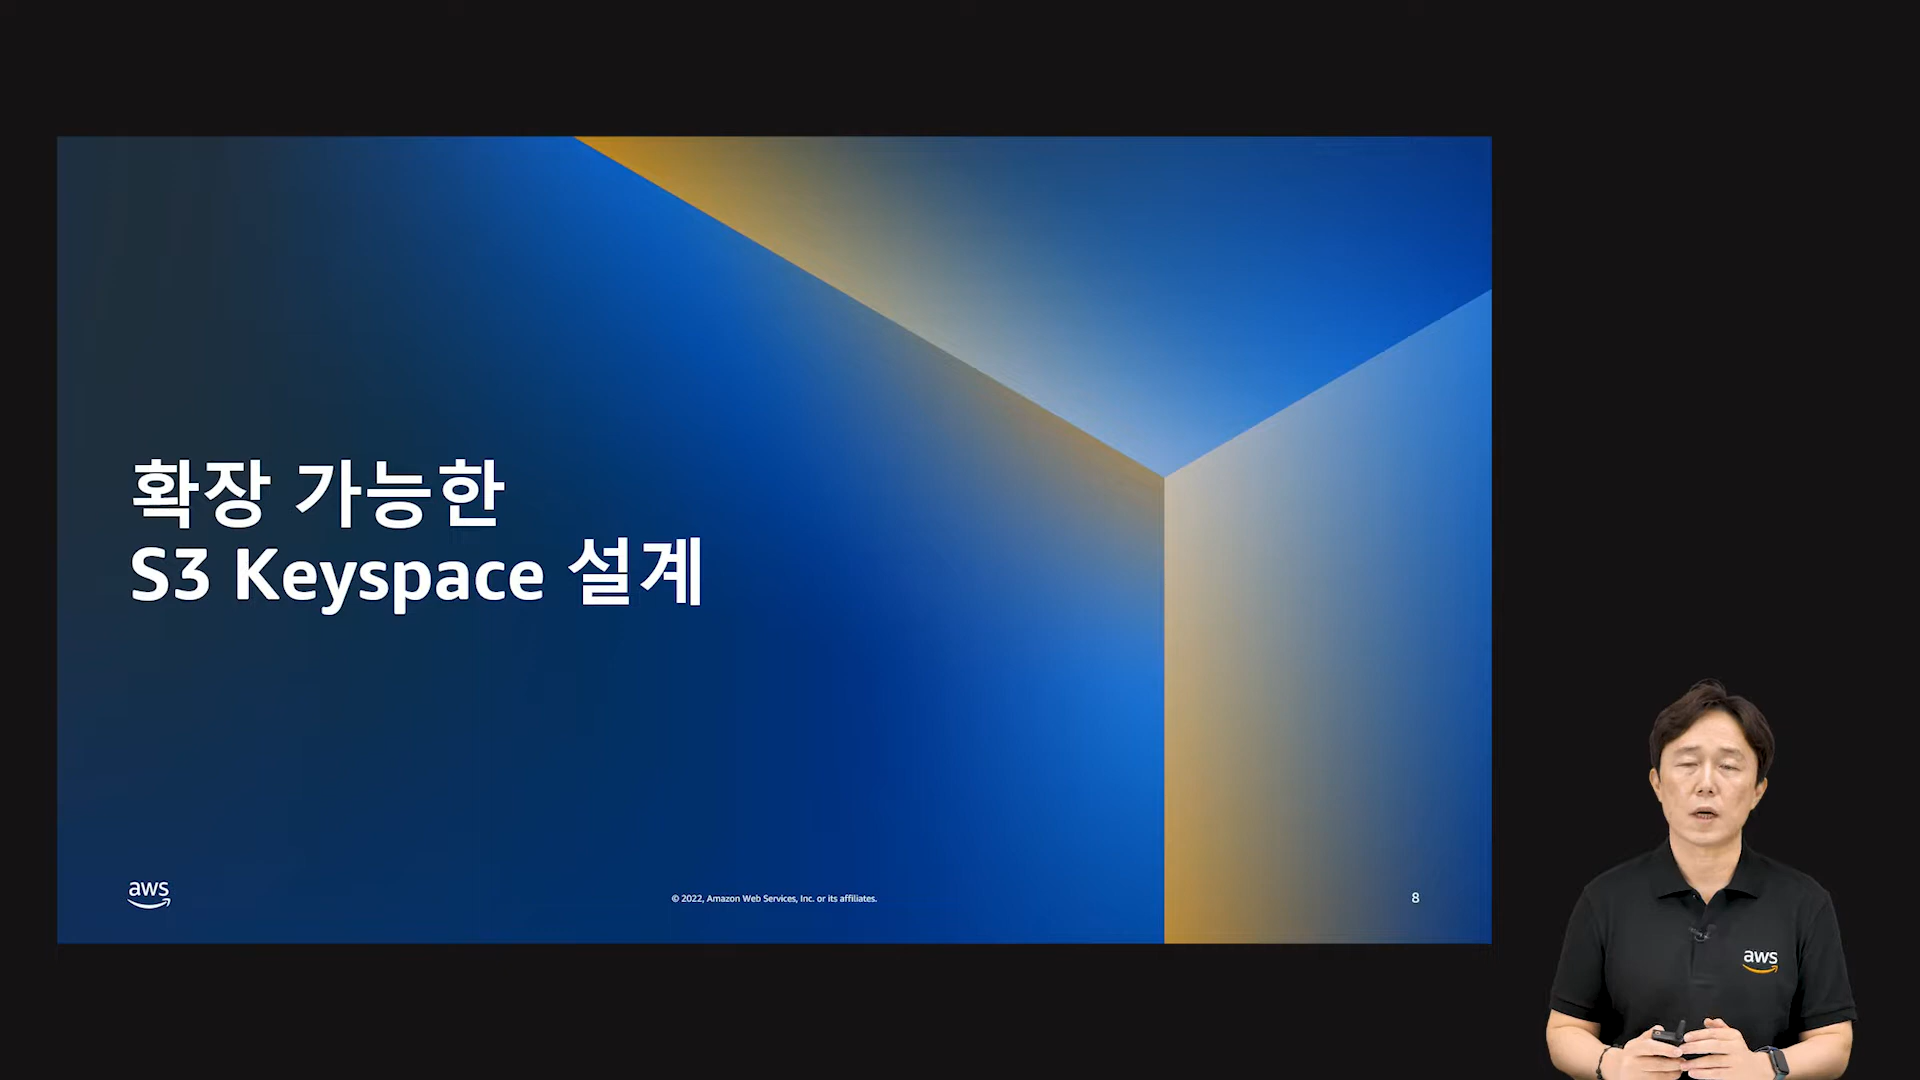 확장 가능한
S3 Keyspace 설계
aws
© 2022, Amazon Web Services, Inc. or its affiliates.
8
aws